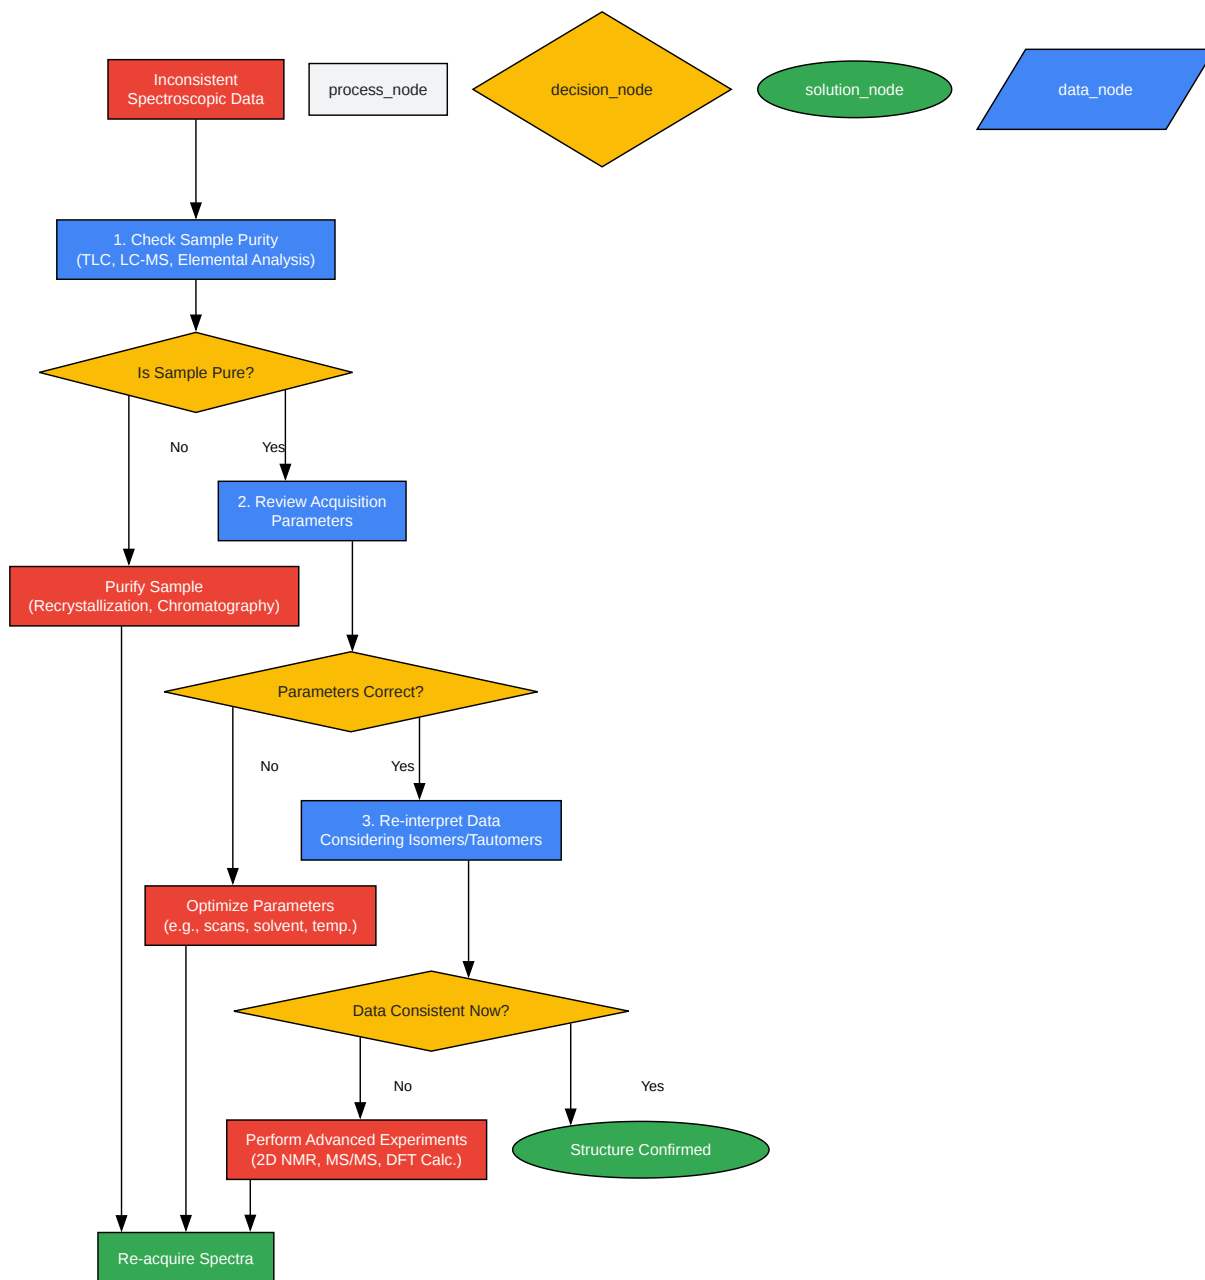 Inconsistent
Spectroscopic Data
process_node
decision_node
solution_node
data_node
1. Check Sample Purity
(TLC, LC-MS, Elemental Analysis)
Is Sample Pure?
No
Yes
2. Review Acquisition
Parameters
Purify Sample
(Recrystallization, Chromatography)
Parameters Correct?
No
Yes
3. Re-interpret Data
Considering Isomers/Tautomers
Optimize Parameters
(e.g., scans, solvent, temp.)
Data Consistent Now?
No
Yes
Perform Advanced Experiments
(2D NMR, MS/MS, DFT Calc.)
Structure Confirmed
Re-acquire Spectra